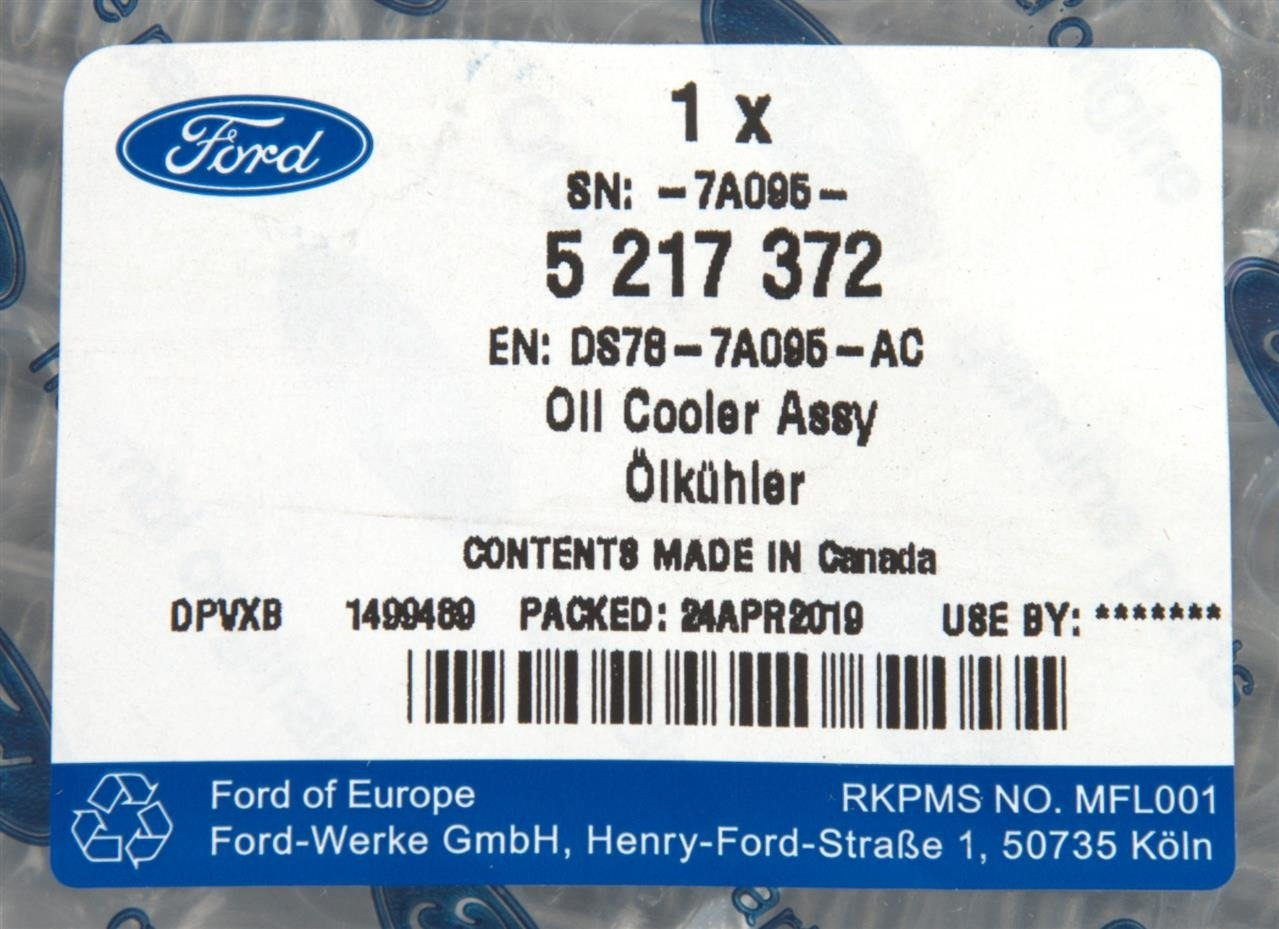 Ford
1 x
SN: -7A095-
5 217 372
EN: DS78-7A095-AC
Oil Cooler Assy
Ölkühler
CONTENTS MADE IN Canada
DPVXB 1499489 PACKED: 24APR2019 USE BY: *******
Ford of Europe
RKPMS NO. MFL001
Ford-Werke GmbH, Henry-Ford-Straße 1, 50735 Köln